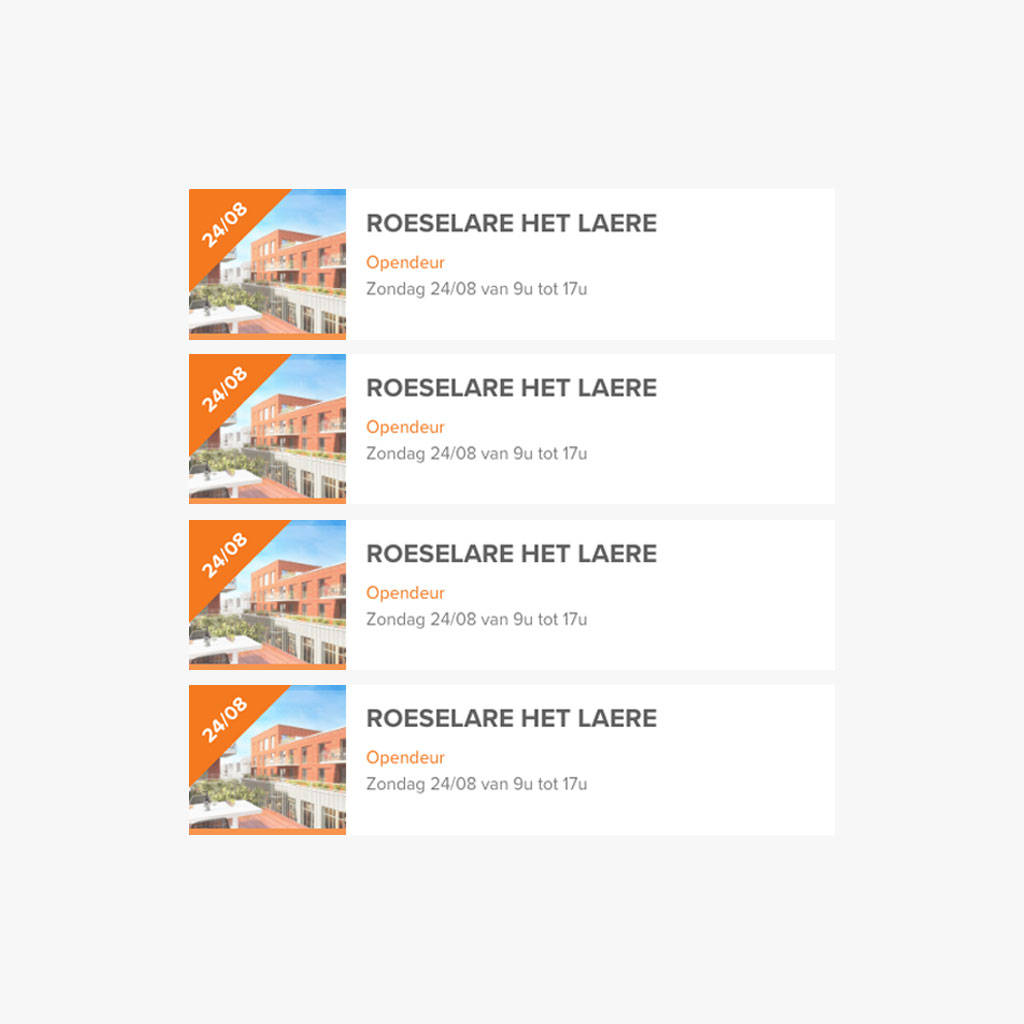 24/08
ROESELARE HET LAERE
Opendeur
Zondag 24/08 van 9u tot 17u
24/08
ROESELARE HET LAERE
Opendeur
Zondag 24/08 van 9u tot 17u
24/08
ROESELARE HET LAERE
Opendeur
Zondag 24/08 van 9u tot 17u
24/08
ROESELARE HET LAERE
Opendeur
Zondag 24/08 van 9u tot 17u